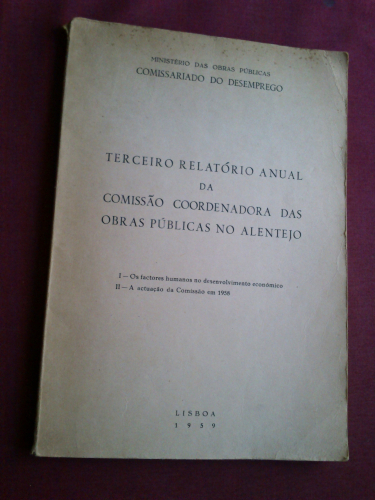 MINISTÉRIO DAS OBRAS PÚBLICAS
COMISSARIADO DO DESEMPREGO
TERCEIRO RELATÓRIO ANUAL
DA
COMISSÃO COORDENADORA DAS
OBRAS PÚBLICAS NO ALENTEJO
I — Os factores humanos no desenvolvimento económico
II — A actuação da Comissão em 1958
LISBOA
1959